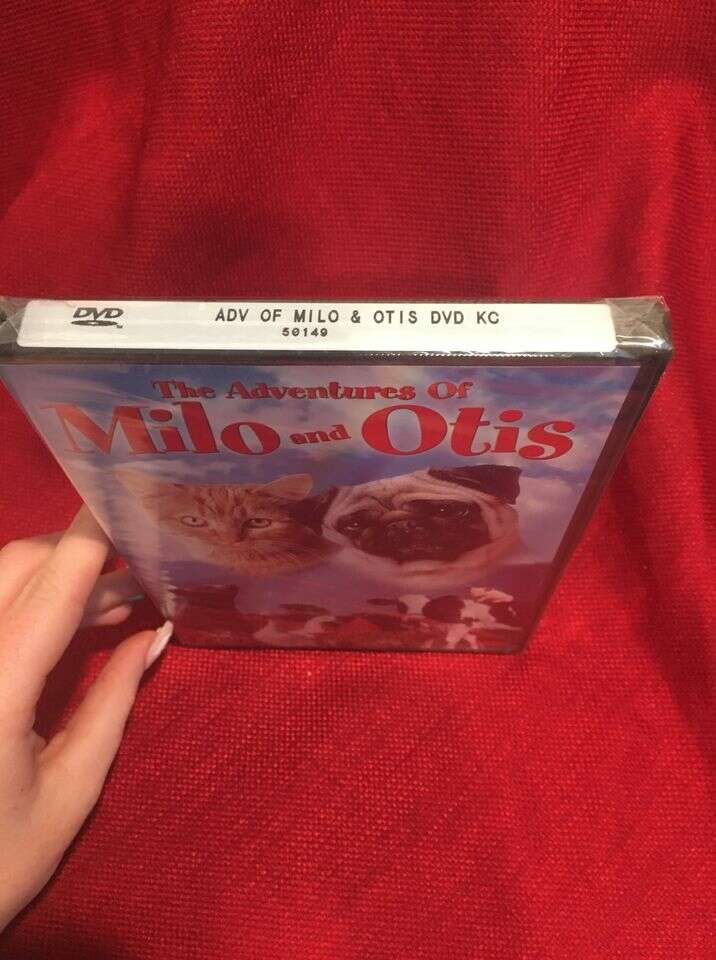 DVD
ADV OF MILO & OTIS DVD KC
50149
The Adventures Of
Milo and Otis